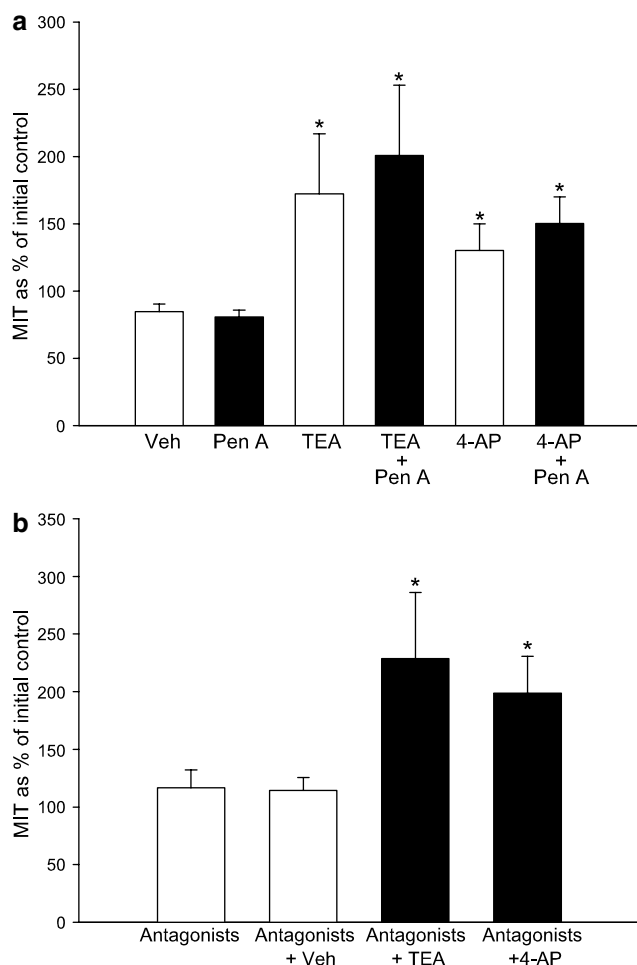 a
MIT as % of initial control
300
250
200
150
100
50
0
* * * *
Veh Pen A TEA TEA + Pen A 4-AP 4-AP + Pen A
b
MIT as % of initial control
350
300
250
200
150
100
50
0
* *
Antagonists Antagonists + Veh Antagonists + TEA Antagonists +4-AP